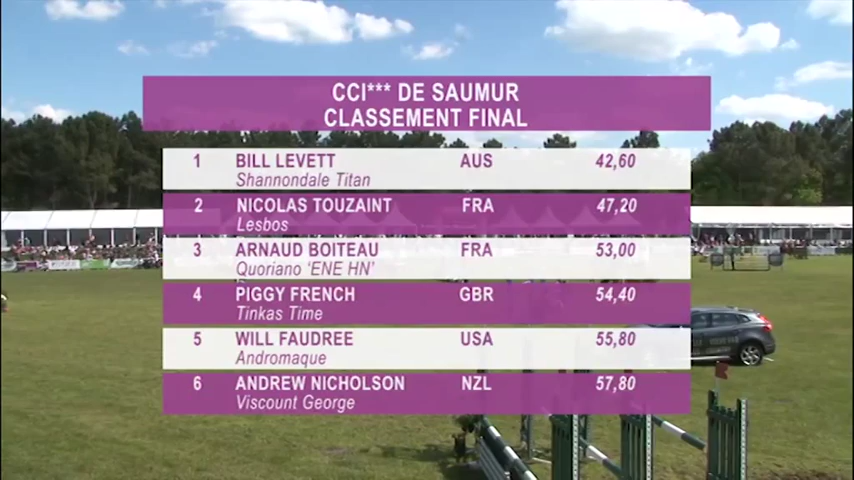 CCI*** DE SAUMUR
CLASSEMENT FINAL
1 BILL LEVETT AUS 42,60
Shannondale Titan
2 NICOLAS TOUZAINT FRA 47,20
Lesbos
3 ARNAUD BOITEAU FRA 53,00
Quoriano 'ENE HN'
4 PIGGY FRENCH GBR 54,40
Tinkas Time
5 WILL FAUDREE USA 55,80
Andromaque
6 ANDREW NICHOLSON NZL 57,80
Viscount George